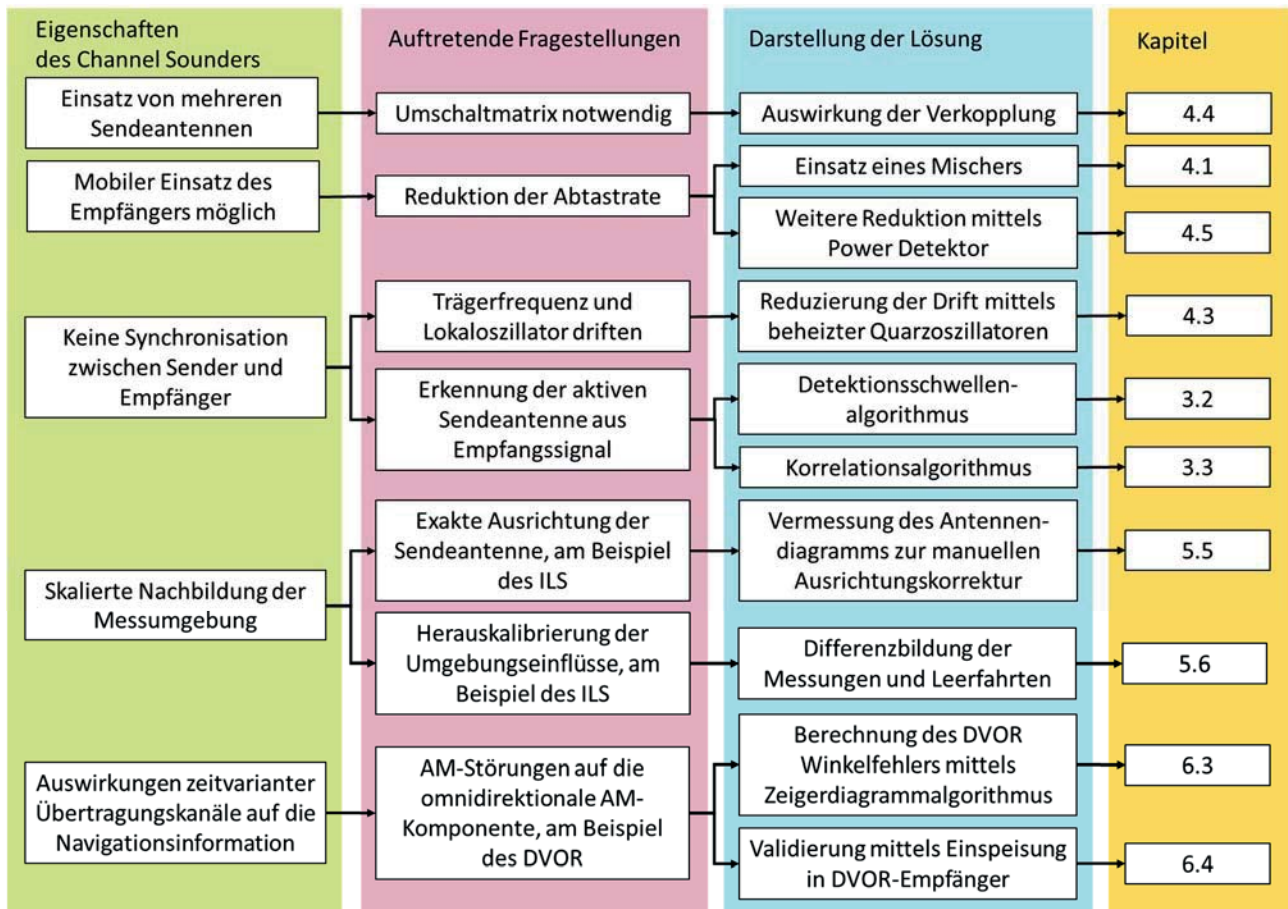 Eigenschaften
des Channel Sounders
Auftretende Fragestellungen
Darstellung der Lösung
Kapitel
Einsatz von mehreren
Sendeantennen
Umschaltmatrix notwendig
Auswirkung der Verkopplung
4.4
Mobiler Einsatz des
Empfängers möglich
Reduktion der Abtastrate
Einsatz eines Mischers
4.1
Weitere Reduktion mittels
Power Detektor
4.5
Keine Synchronisation
zwischen Sender und
Empfänger
Trägerfrequenz und
Lokaloszillator driften
Reduzierung der Drift mittels
beheizter Quarzoszillatoren
4.3
Erkennung der aktiven
Sendeantenne aus
Empfangssignal
Detektionsschwellen-
algorithmus
3.2
Korrelationsalgorithmus
3.3
Skalierte Nachbildung der
Messumgebung
Exakte Ausrichtung der
Sendeantenne, am Beispiel
des ILS
Vermessung des Antennen-
diagramms zur manuellen
Ausrichtungskorrektur
5.5
Herauskalibrierung der
Umgebungseinflüsse, am
Beispiel des ILS
Differenzbildung der
Messungen und Leerfahrten
5.6
Auswirkungen zeitvarianter
Übertragungskanäle auf die
Navigationsinformation
AM-Störungen auf die
omnidirektionale AM-
Komponente, am Beispiel
des DVOR
Berechnung des DVOR
Winkelfehlers mittels
Zeigerdiagrammalgorithmus
6.3
Validierung mittels Einspeisung
in DVOR-Empfänger
6.4